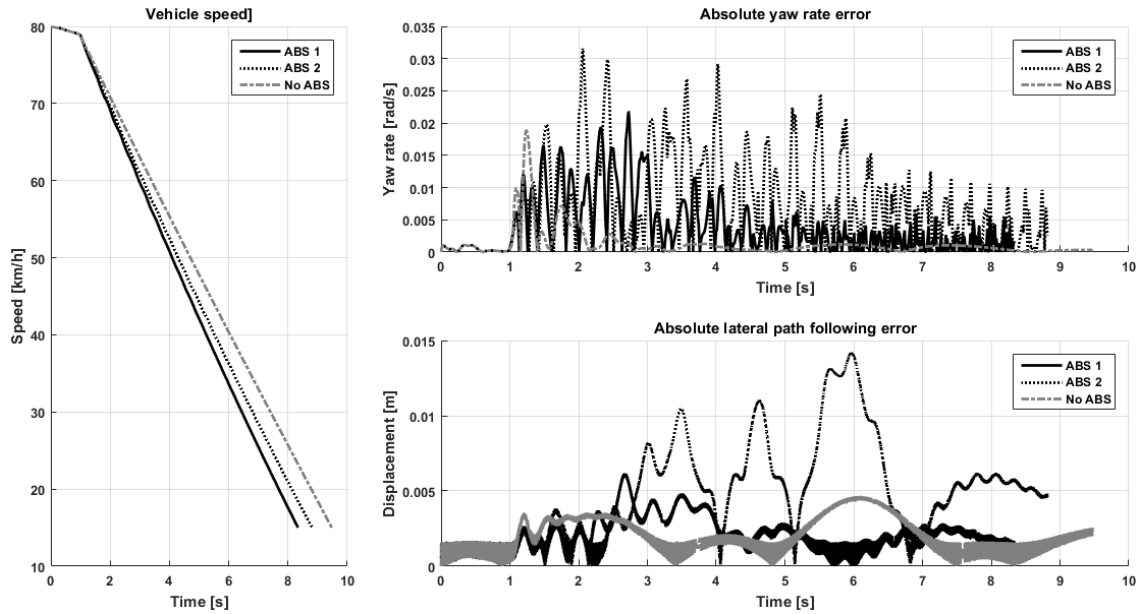 Vehicle speed]
80
70
60
50
40
30
20
10
Speed [km/h]
0 2 4 6 8 10
Time [s]
ABS 1
ABS 2
No ABS
Absolute yaw rate error
0.035
0.03
0.025
0.02
0.015
0.01
0.005
0
Yaw rate [rad/s]
0 1 2 3 4 5 6 7 8 9 10
Time [s]
ABS 1
ABS 2
No ABS
Absolute lateral path following error
0.015
0.01
0.005
0
Displacement [m]
0 1 2 3 4 5 6 7 8 9 10
Time [s]
ABS 1
ABS 2
No ABS